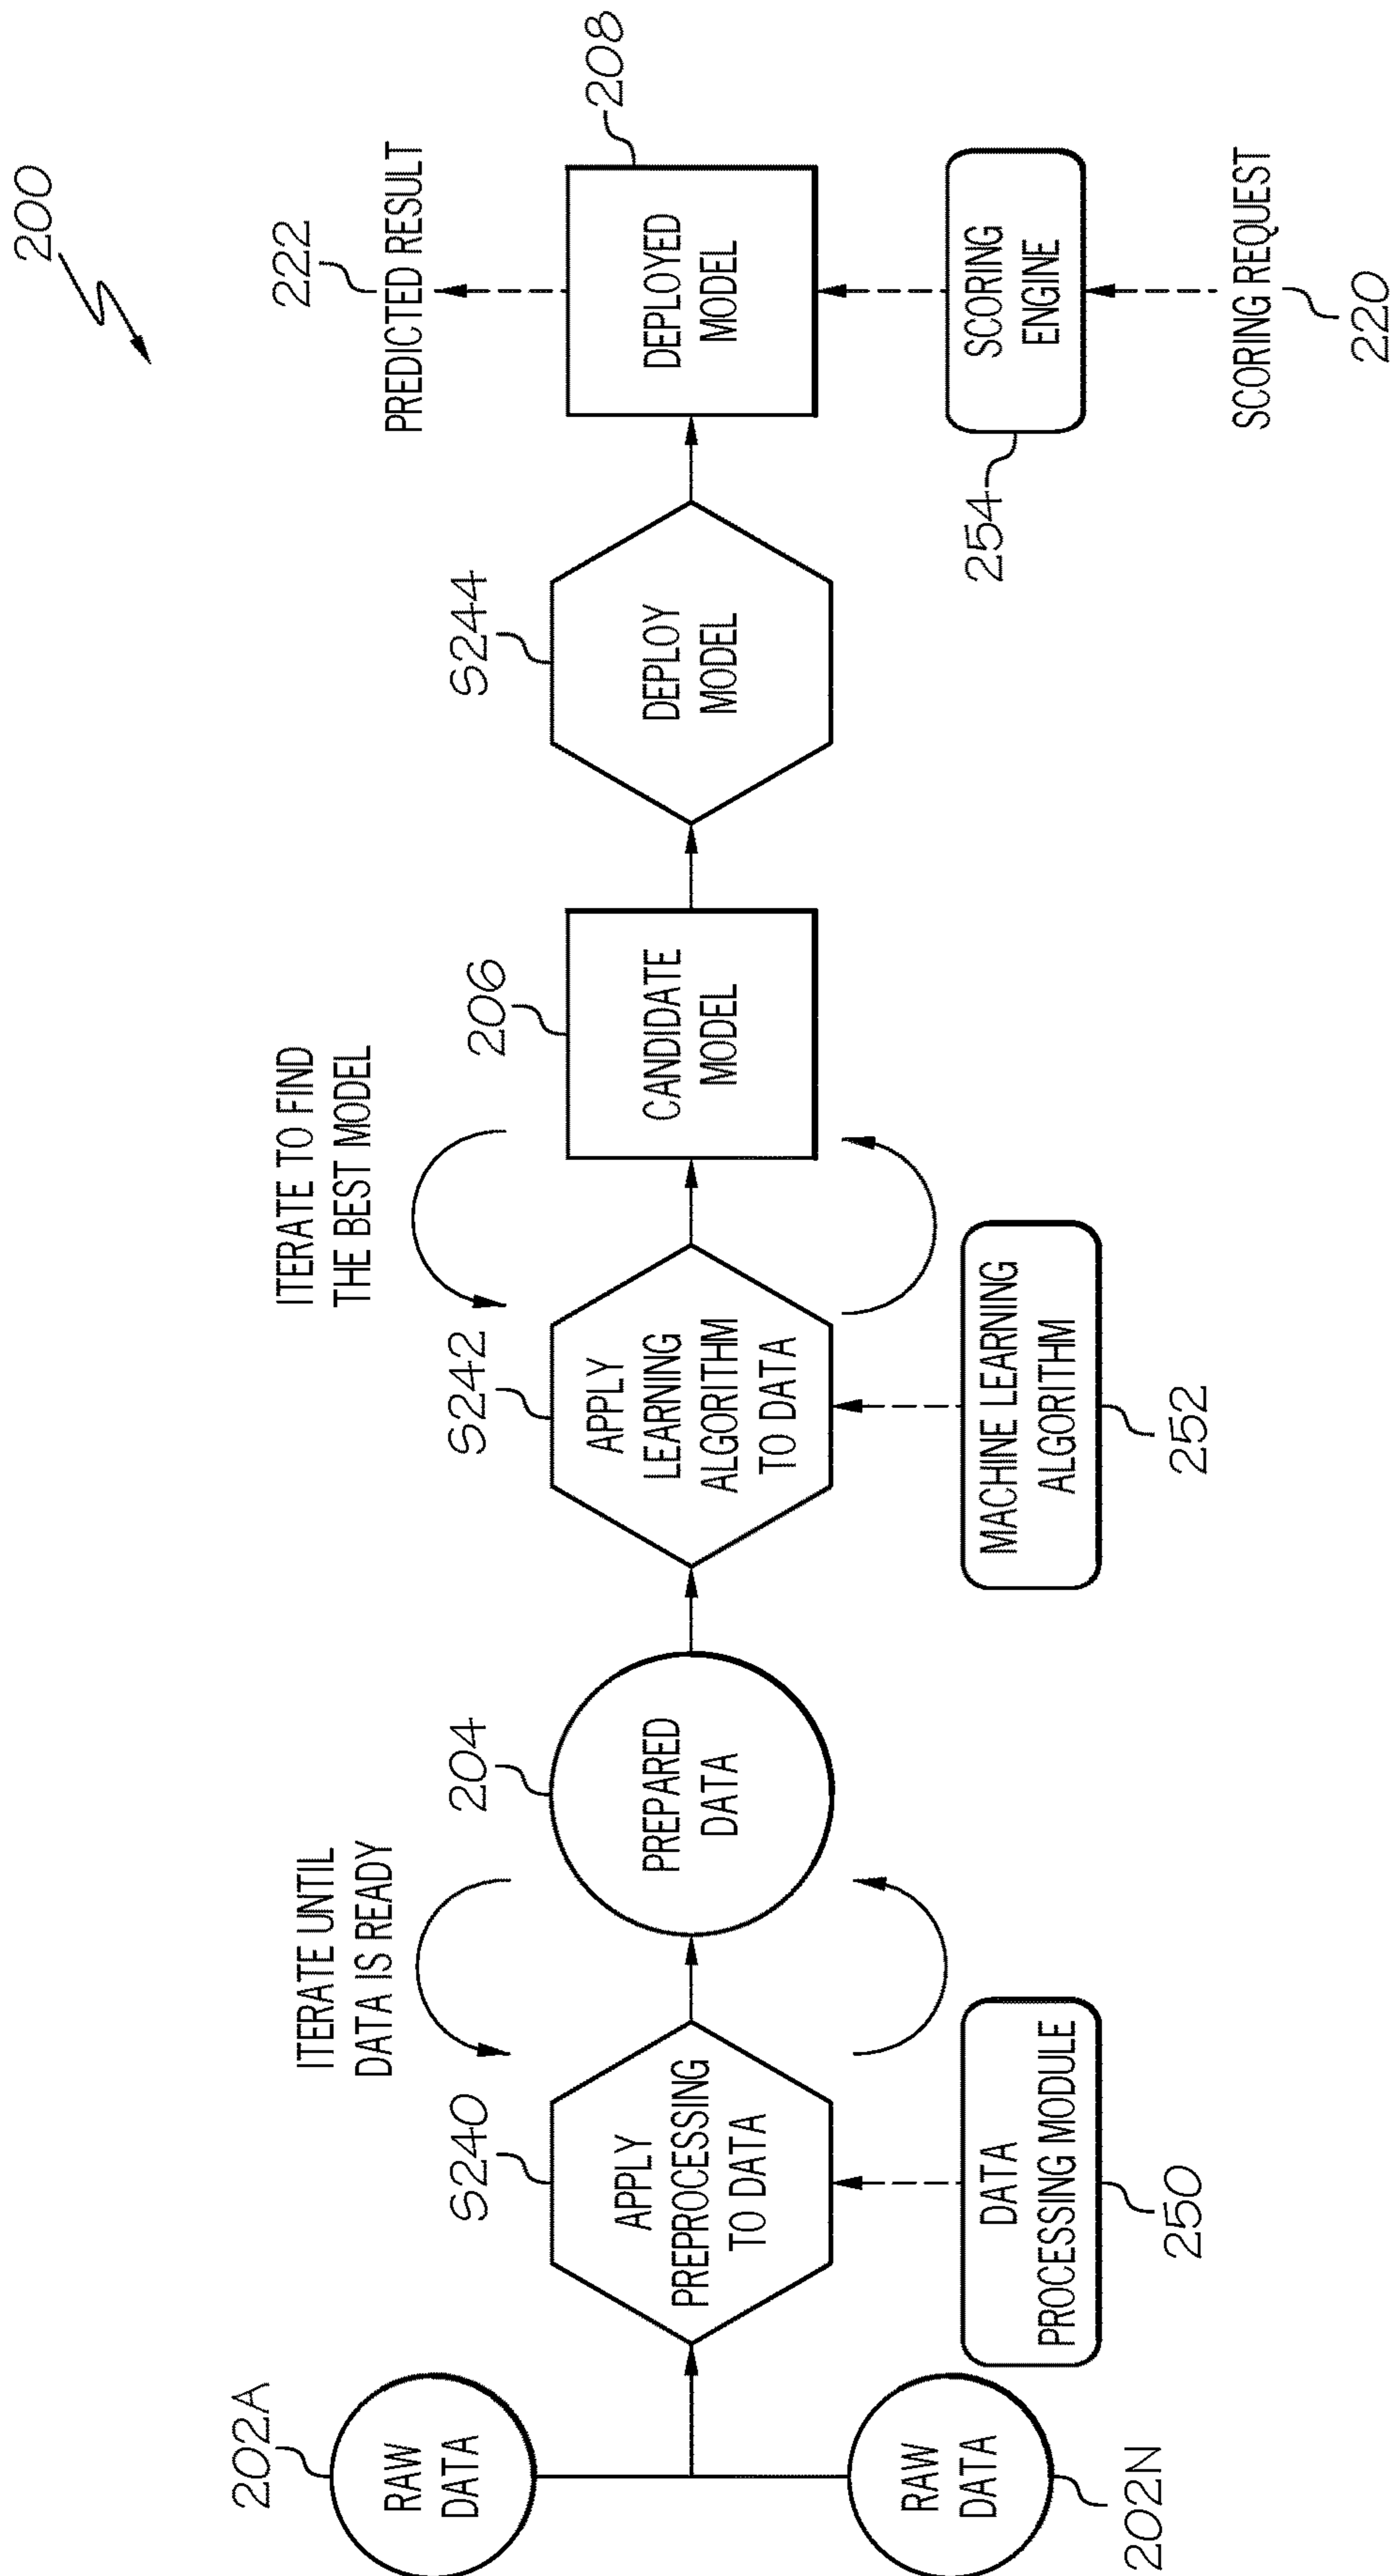 200
202A
RAW
DATA
RAW
DATA
202N
S240
APPLY
PREPROCESSING
TO DATA
DATA
PROCESSING MODULE
250
ITERATE UNTIL
DATA IS READY
204
PREPARED
DATA
S242
APPLY
LEARNING
ALGORITHM
TO DATA
MACHINE LEARNING
ALGORITHM
252
ITERATE TO FIND
THE BEST MODEL
206
CANDIDATE
MODEL
S244
DEPLOY
MODEL
222
PREDICTED RESULT
208
DEPLOYED
MODEL
254
SCORING
ENGINE
SCORING REQUEST
220